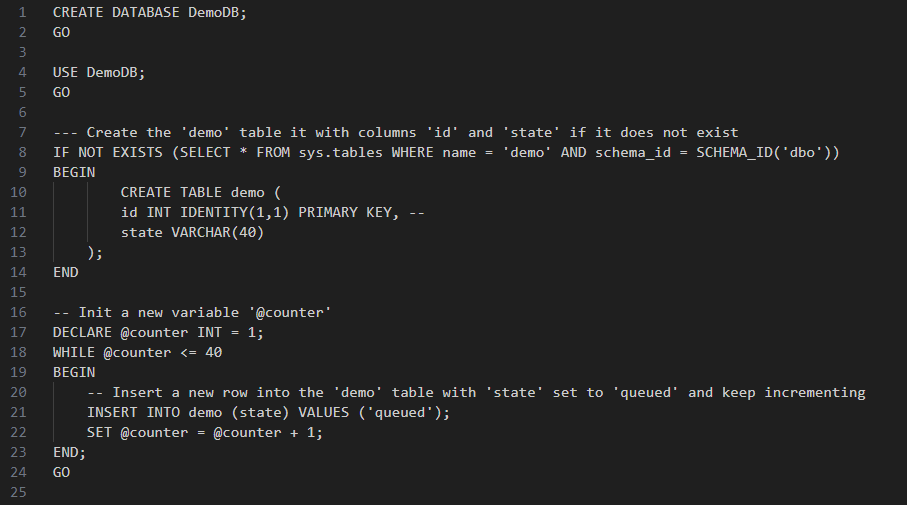 1 CREATE DATABASE DemoDB;
2 GO
3
4 USE DemoDB;
5 GO
6
7 --- Create the 'demo' table it with columns 'id' and 'state' if it does not exist
8 IF NOT EXISTS (SELECT * FROM sys.tables WHERE name = 'demo' AND schema_id = SCHEMA_ID('dbo'))
9 BEGIN
10         CREATE TABLE demo (
11         id INT IDENTITY(1,1) PRIMARY KEY, --
12         state VARCHAR(40)
13     );
14 END
15
16 -- Init a new variable '@counter'
17 DECLARE @counter INT = 1;
18 WHILE @counter <= 40
19 BEGIN
20     -- Insert a new row into the 'demo' table with 'state' set to 'queued' and keep incrementing
21     INSERT INTO demo (state) VALUES ('queued');
22     SET @counter = @counter + 1;
23 END;
24 GO
25